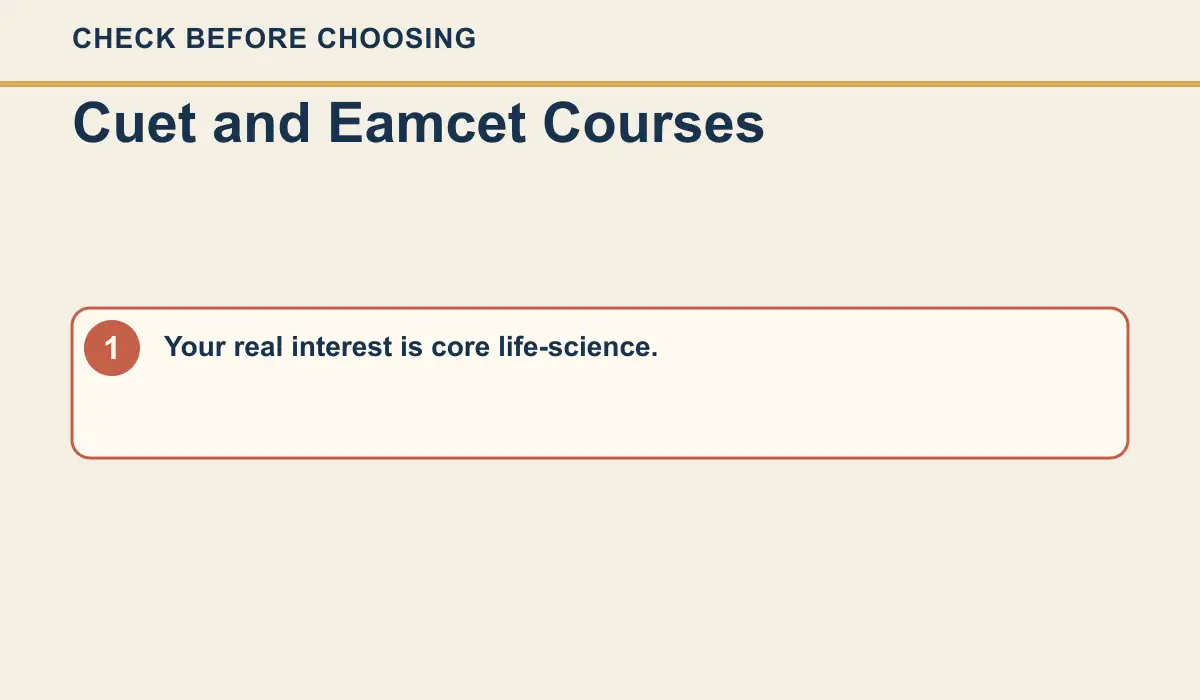 CHECK BEFORE CHOOSING
Cuet and Eamcet Courses
1 Your real interest is core life-science.